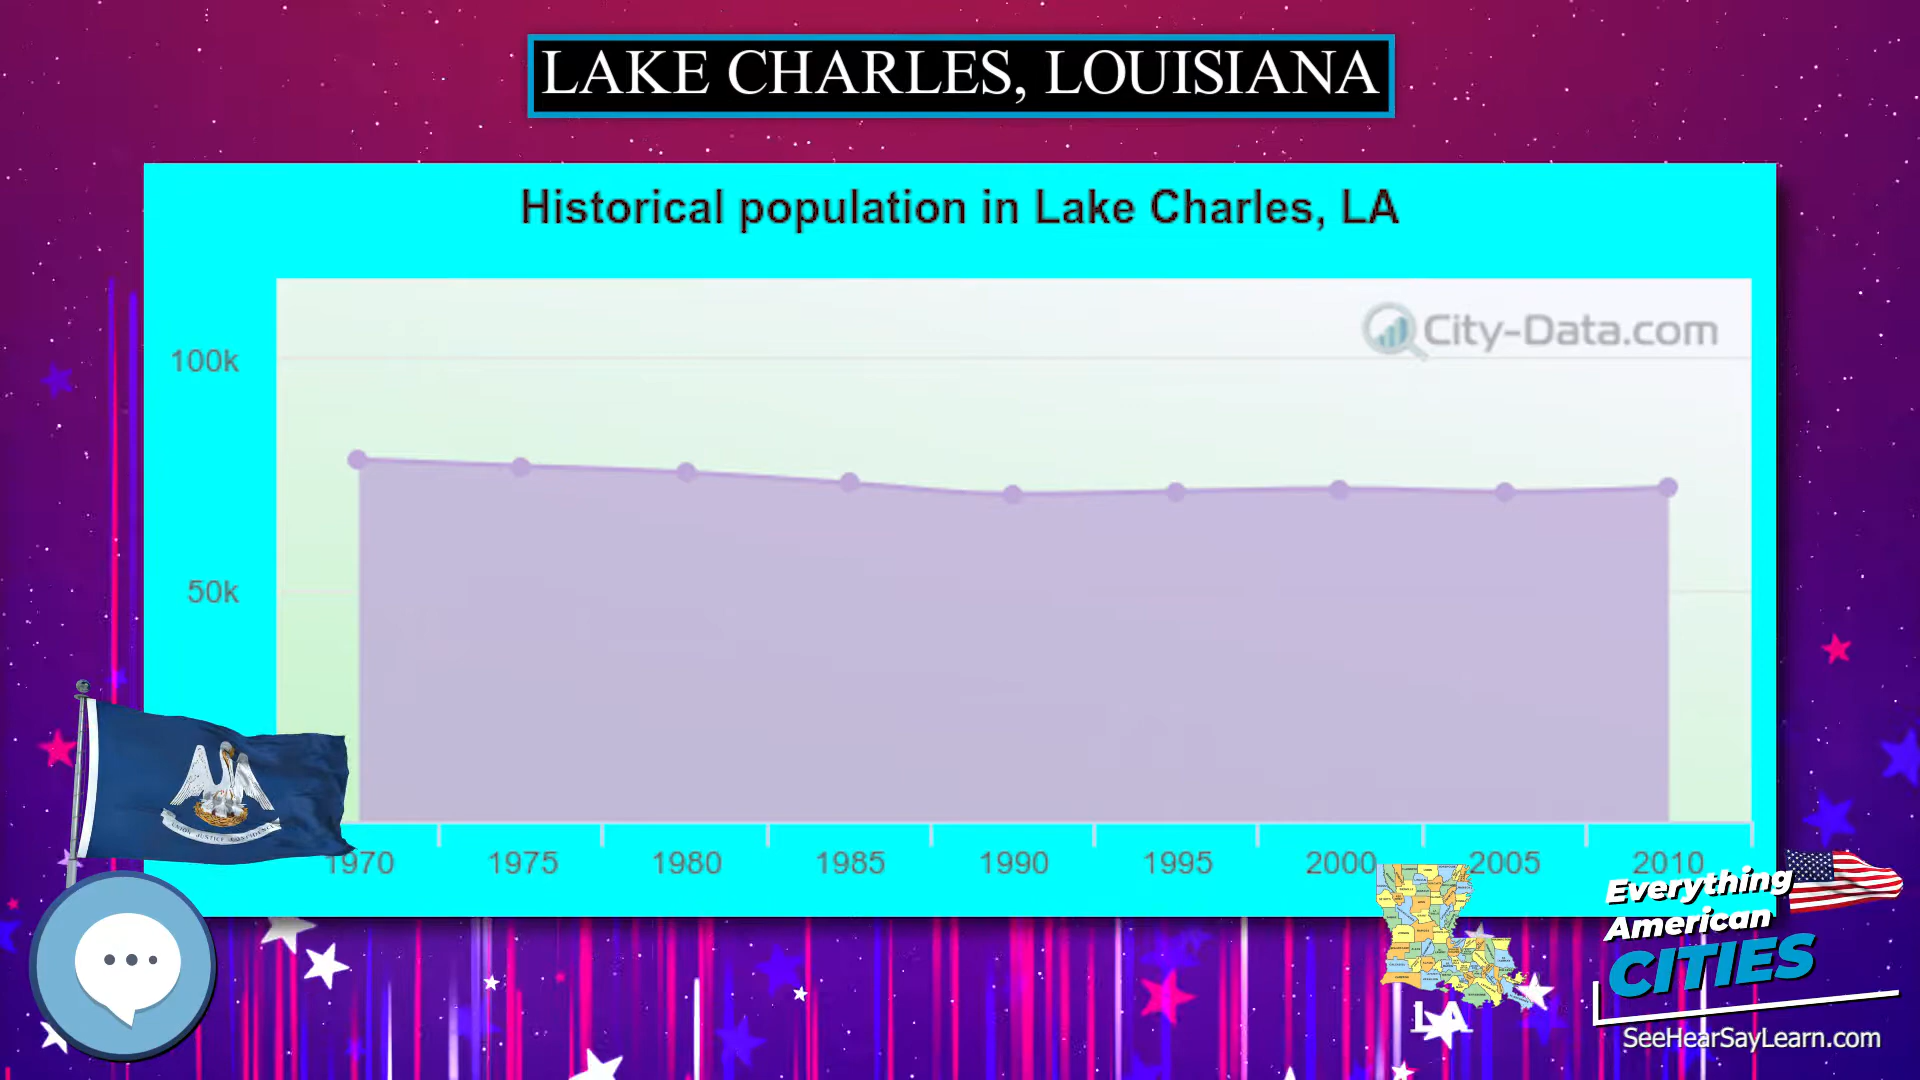 LAKE CHARLES, LOUISIANA
Historical population in Lake Charles, LA
City-Data.com
100k
50k
1970 1975 1980 1985 1990 1995 2000 2005 2010
Everything
American
CITIES
LA
SeeHearSayLearn.com